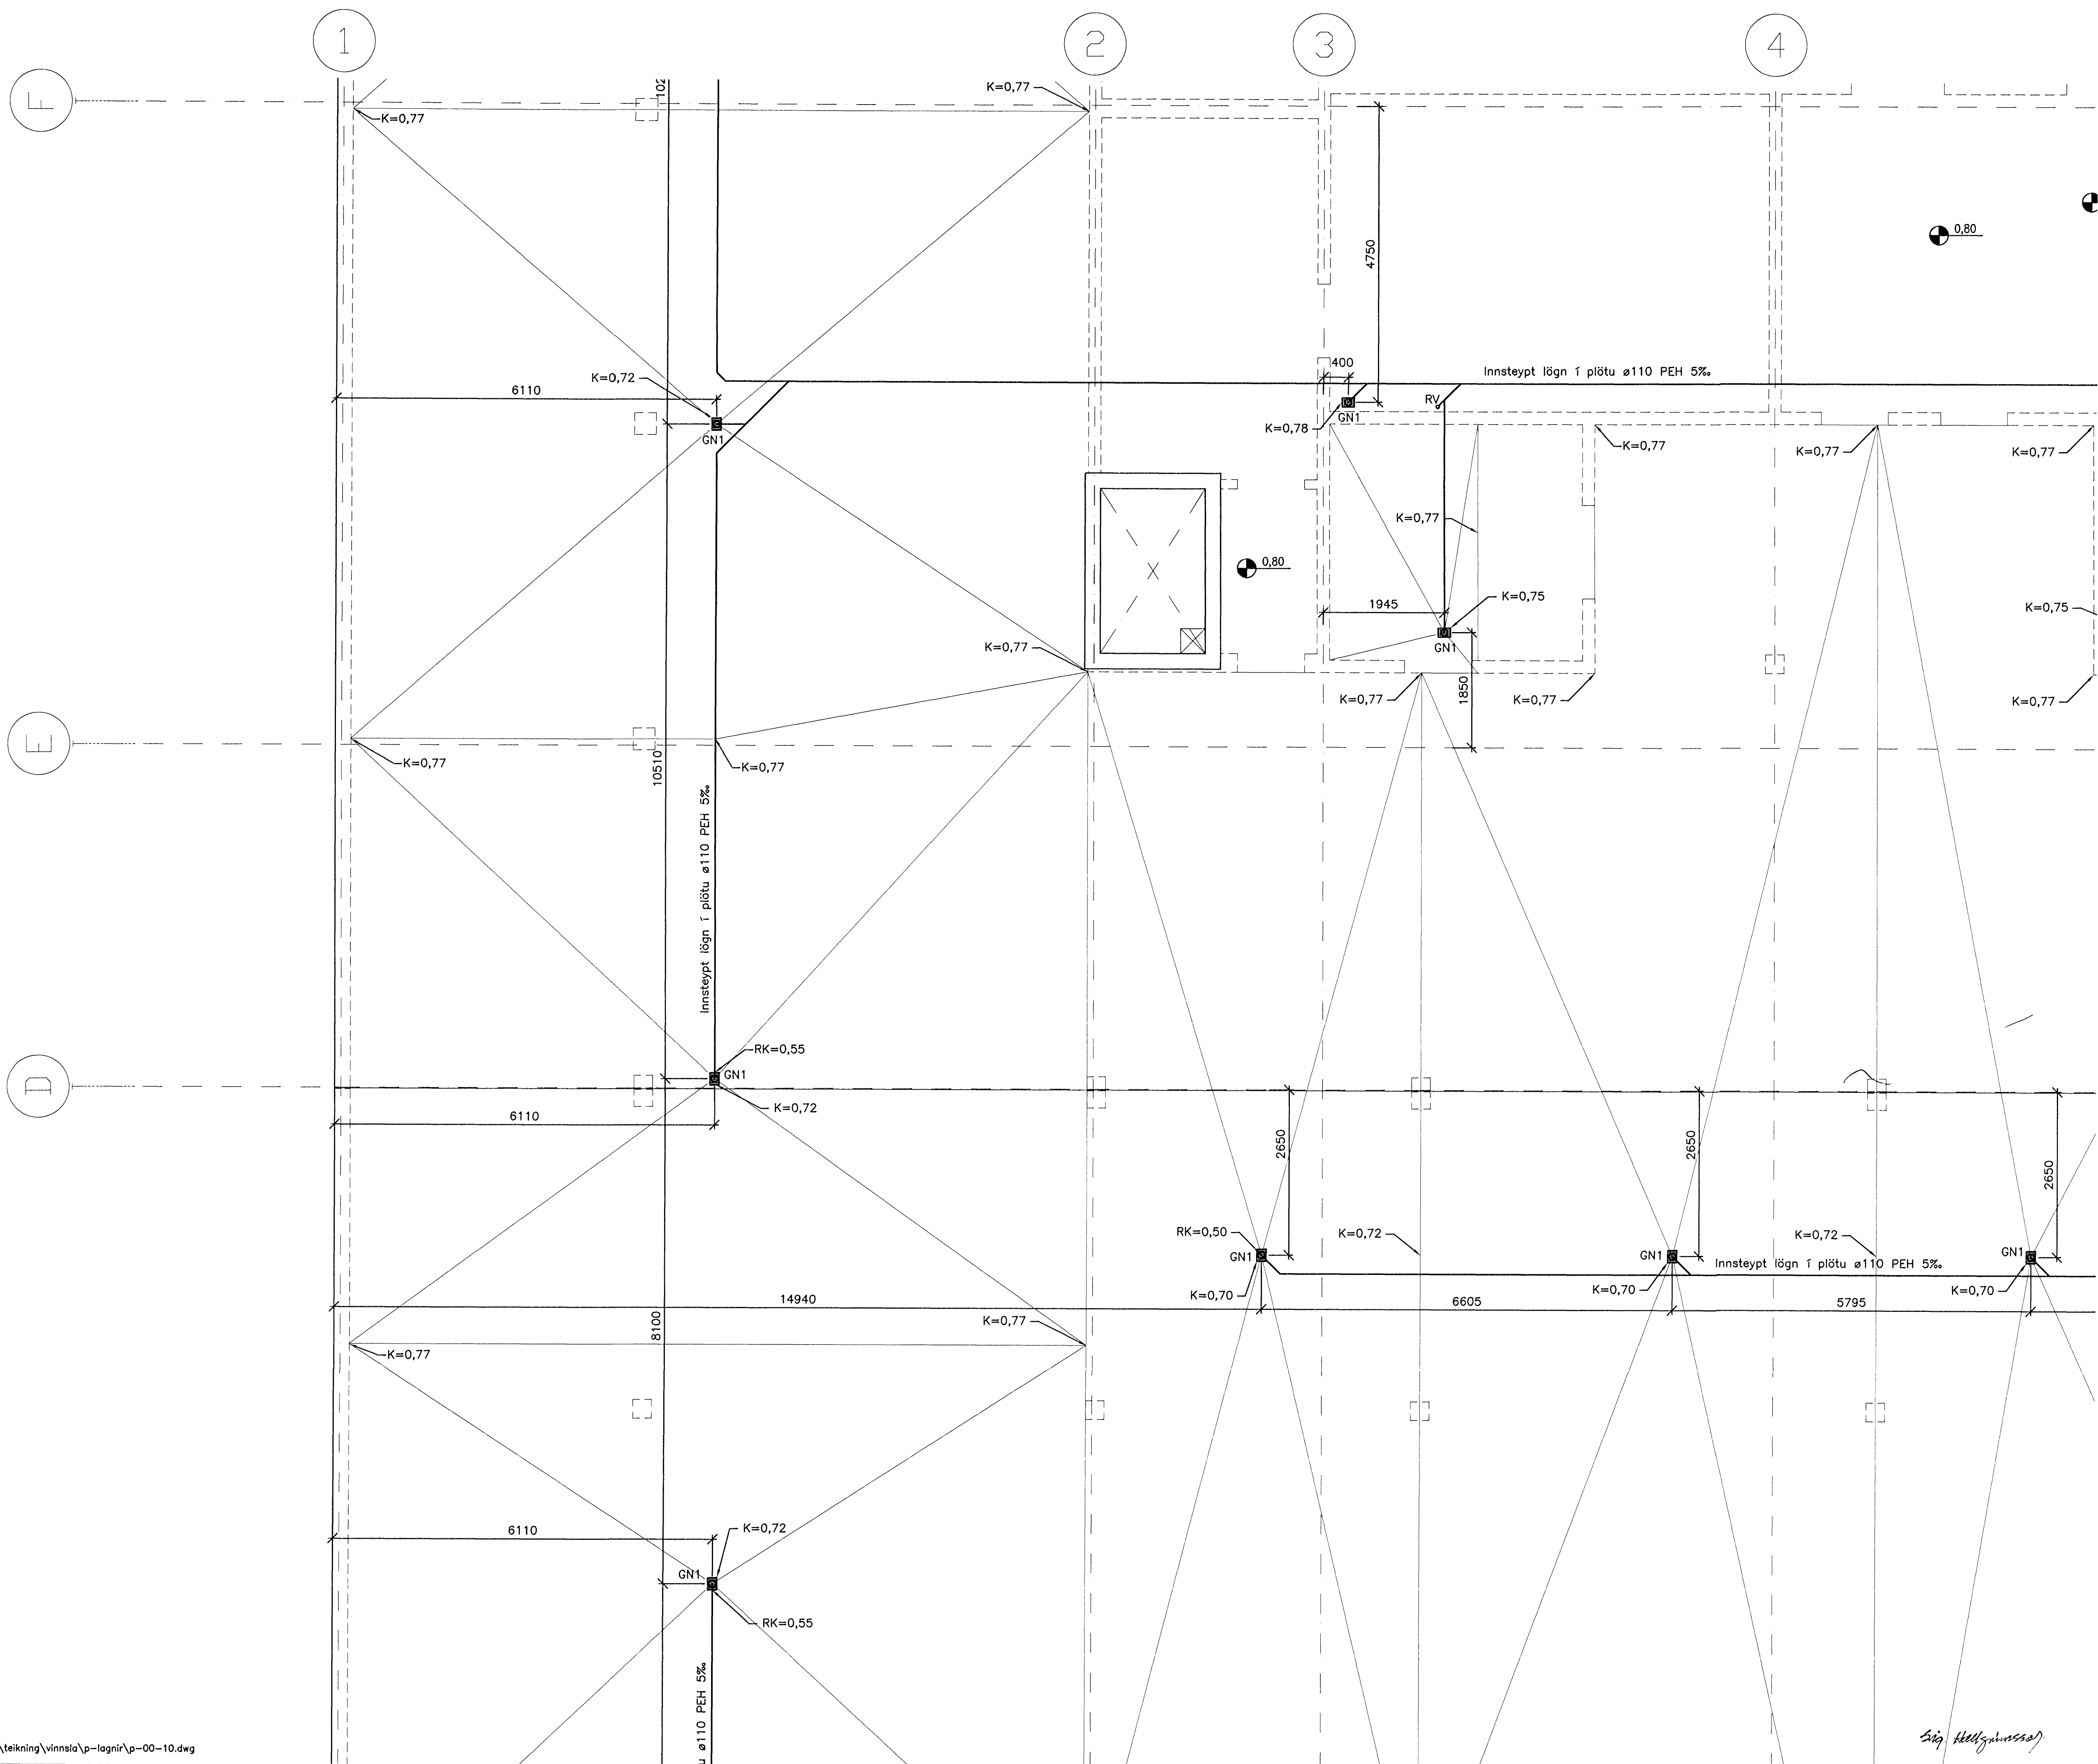 1
2
3
4
F
102
K=0,77
K=0,77
0,80
4750
400
Innsteypt lögn í plötu ø110 PEH 5‰
K=0,72
6110
RV
GN1
GN1
K=0,78
K=0,77
K=0,77
K=0,77
K=0,77
0,80
1945
K=0,75
K=0,75
GN1
K=0,77
K=0,77
K=0,77
K=0,77
1850
E
K=0,77
K=0,77
10510
Innsteypt lögn í plötu ø110 PEH 5‰
RK=0,55
GN1
D
K=0,72
6110
2650
2650
2650
RK=0,50
K=0,72
K=0,72
GN1
GN1
GN1
Innsteypt lögn í plötu ø110 PEH 5‰
K=0,70
K=0,70
K=0,70
14940
6605
5795
8100
K=0,77
K=0,77
6110
K=0,72
GN1
RK=0,55
u ø110 PEH 5‰
\teikning\vinnsla\p-lagnir\p-00-10.dwg